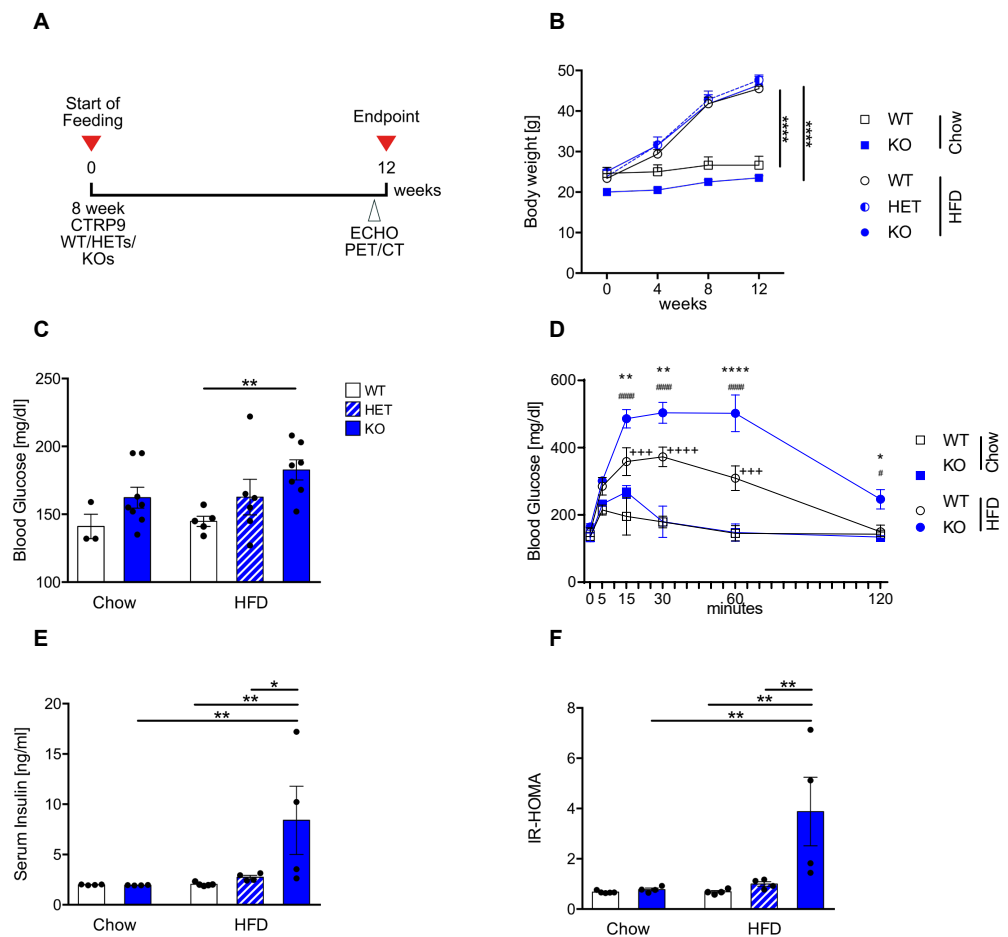 A
Start of
Feeding
Endpoint
0
12
weeks
8 week
CTRP9
WT/HETs/
KOs
ECHO
PET/CT
B
Body weight [g]
50
40
30
20
10
0
0 4 8 12
weeks
****
****
WT
KO
Chow
WT
HET
KO
HFD
C
Blood Glucose [mg/dl]
250
200
150
100
**
Chow HFD
WT
HET
KO
D
Blood Glucose [mg/dl]
600
400
200
0
** ** **** *
#### #### #### #
+++ ++++ +++
0 5 15 30 60 120
minutes
WT
KO
Chow
WT
KO
HFD
E
Serum Insulin [ng/ml]
20
15
10
5
0
*
**
**
Chow HFD
F
IR-HOMA
8
6
4
2
0
**
**
**
Chow HFD